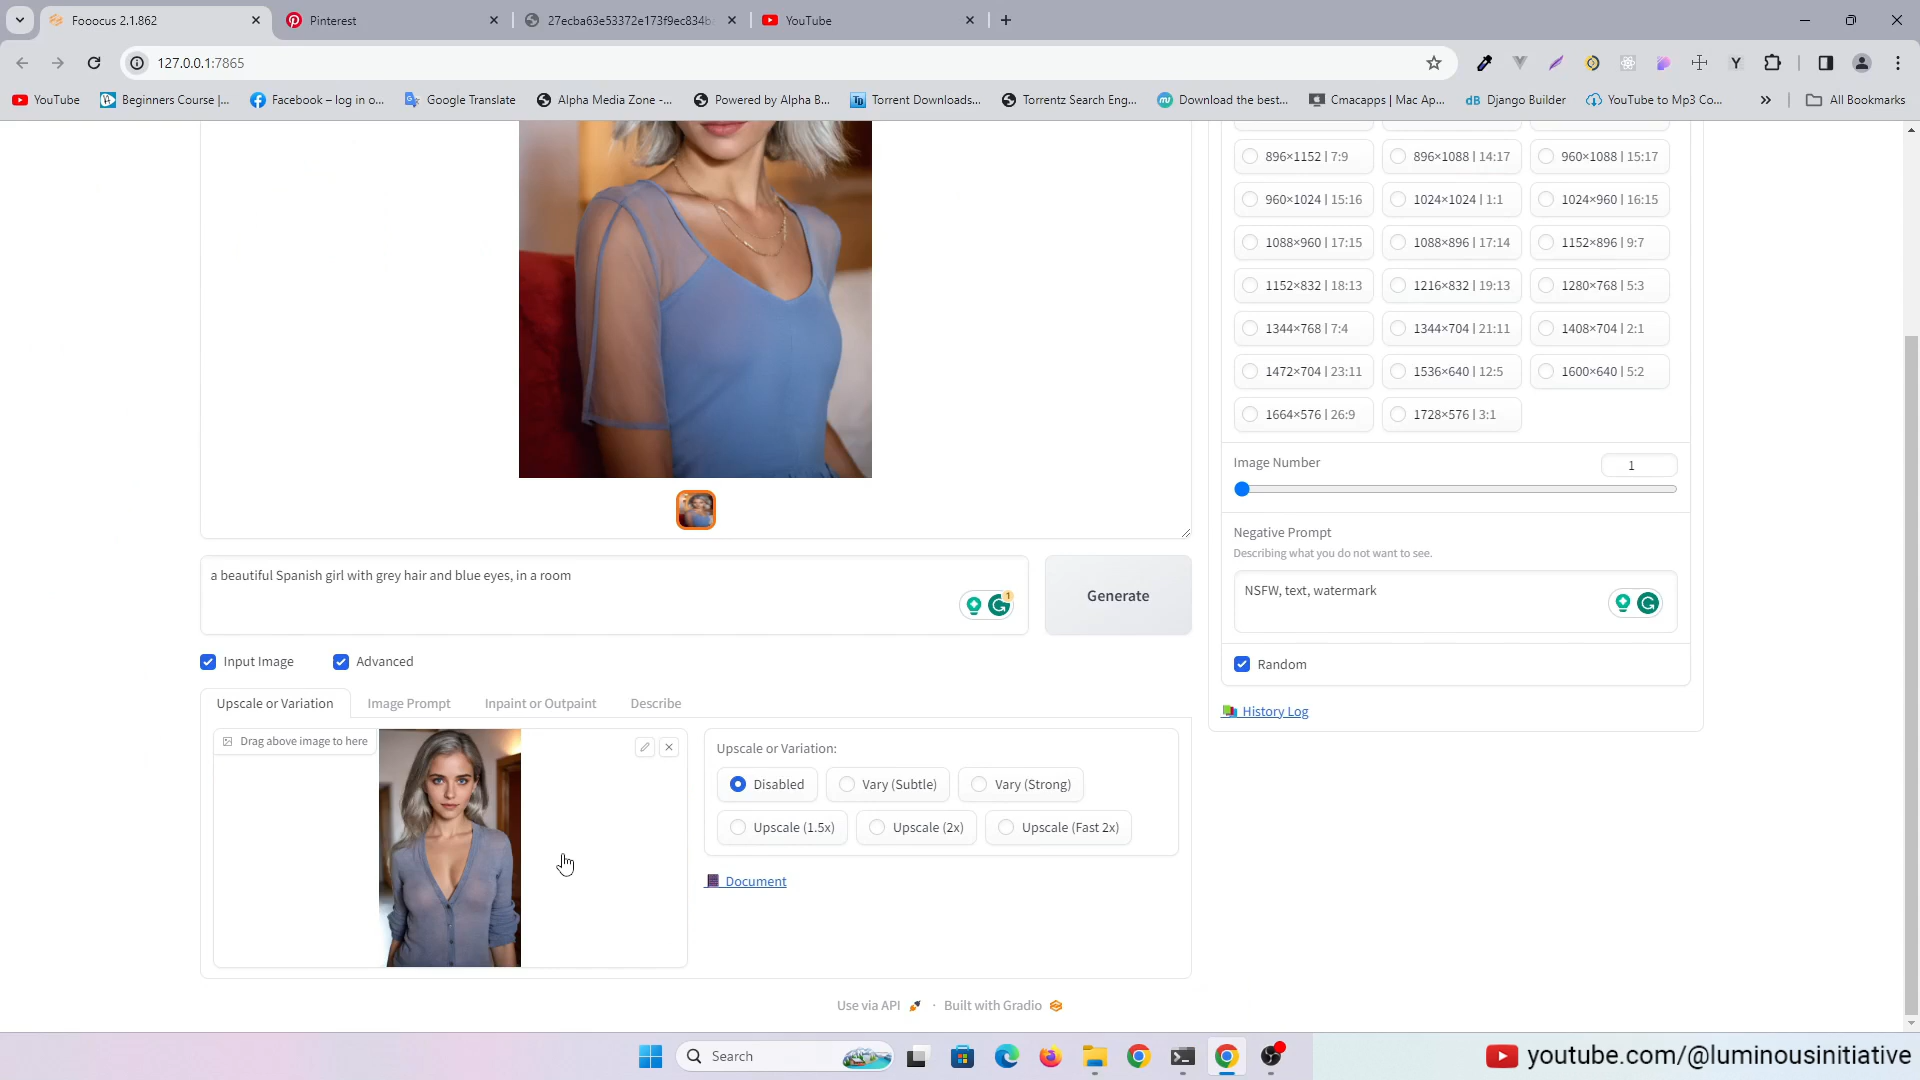 Fooocus 2.1.862
Pinterest
27ecba63e53372e173f9ec834b
YouTube
127.0.0.1:7865
YouTube
Beginners Course |...
Facebook – log in o...
Google Translate
Alpha Media Zone -...
Powered by Alpha B...
Torrent Downloads...
Torrentz Search Eng...
Download the best...
Cmacapps | Mac Ap...
Django Builder
YouTube to Mp3 Co...
All Bookmarks
896×1152 | 7:9
896×1088 | 14:17
960×1088 | 15:17
960×1024 | 15:16
1024×1024 | 1:1
1024×960 | 16:15
1088×960 | 17:15
1088×896 | 17:14
1152×896 | 9:7
1152×832 | 18:13
1216×832 | 19:13
1280×768 | 5:3
1344×768 | 7:4
1344×704 | 21:11
1408×704 | 2:1
1472×704 | 23:11
1536×640 | 12:5
1600×640 | 5:2
1664×576 | 26:9
1728×576 | 3:1
Image Number
1
Negative Prompt
Describing what you do not want to see.
NSFW, text, watermark
Random
History Log
a beautiful Spanish girl with grey hair and blue eyes, in a room
1
Generate
Input Image
Advanced
Upscale or Variation
Image Prompt
Inpaint or Outpaint
Describe
Drag above image to here
Upscale or Variation:
Disabled
Vary (Subtle)
Vary (Strong)
Upscale (1.5x)
Upscale (2x)
Upscale (Fast 2x)
Document
Use via API
·
Built with Gradio
Search
youtube.com/@luminousinitiative